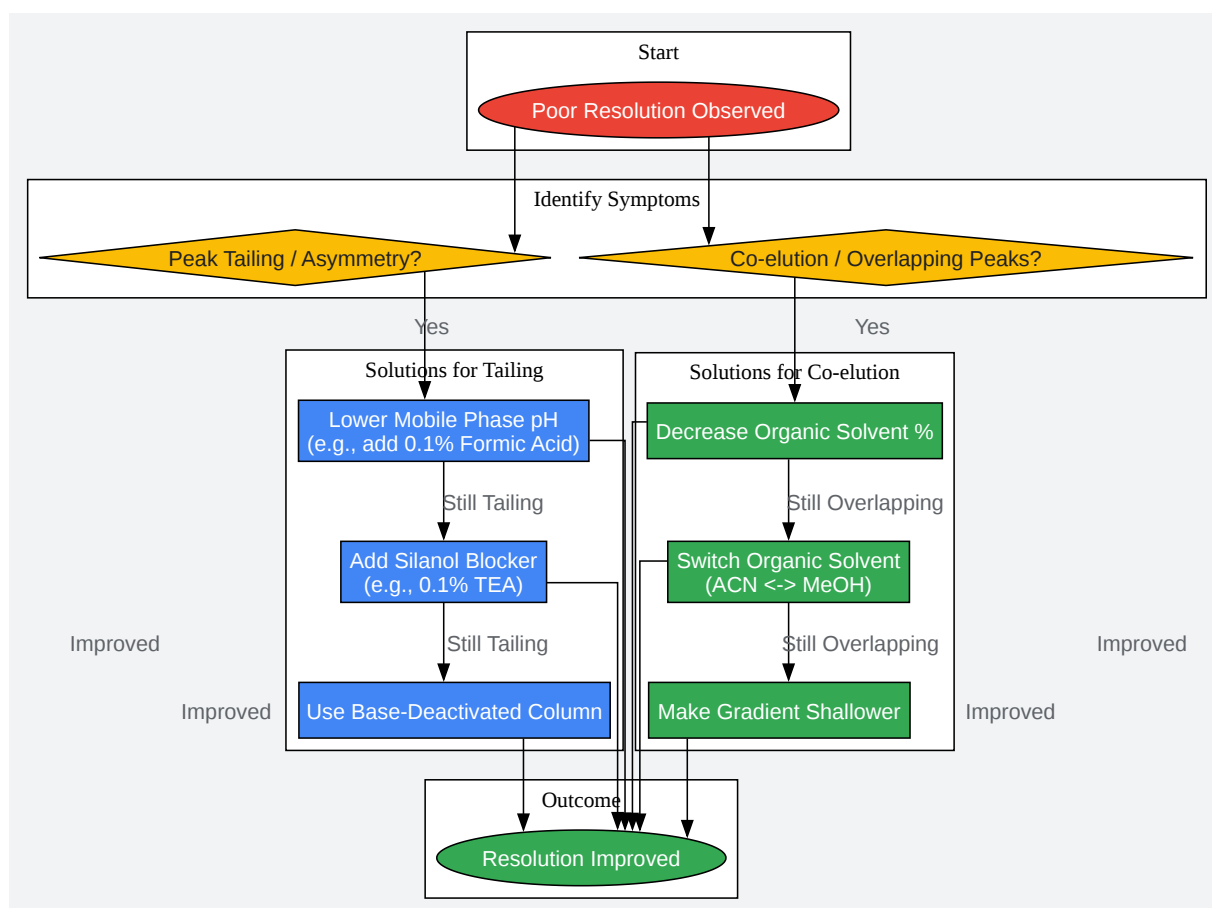 Start
Poor Resolution Observed
Identify Symptoms
Peak Tailing / Asymmetry?
Co-elution / Overlapping Peaks?
Yes
Yes
Solutions for Tailing
Solutions for Co-elution
Lower Mobile Phase pH
(e.g., add 0.1% Formic Acid)
Decrease Organic Solvent %
Still Tailing
Still Overlapping
Add Silanol Blocker
(e.g., 0.1% TEA)
Switch Organic Solvent
(ACN <-> MeOH)
Improved
Still Tailing
Still Overlapping
Improved
Improved
Use Base-Deactivated Column
Make Gradient Shallower
Improved
Outcome
Resolution Improved